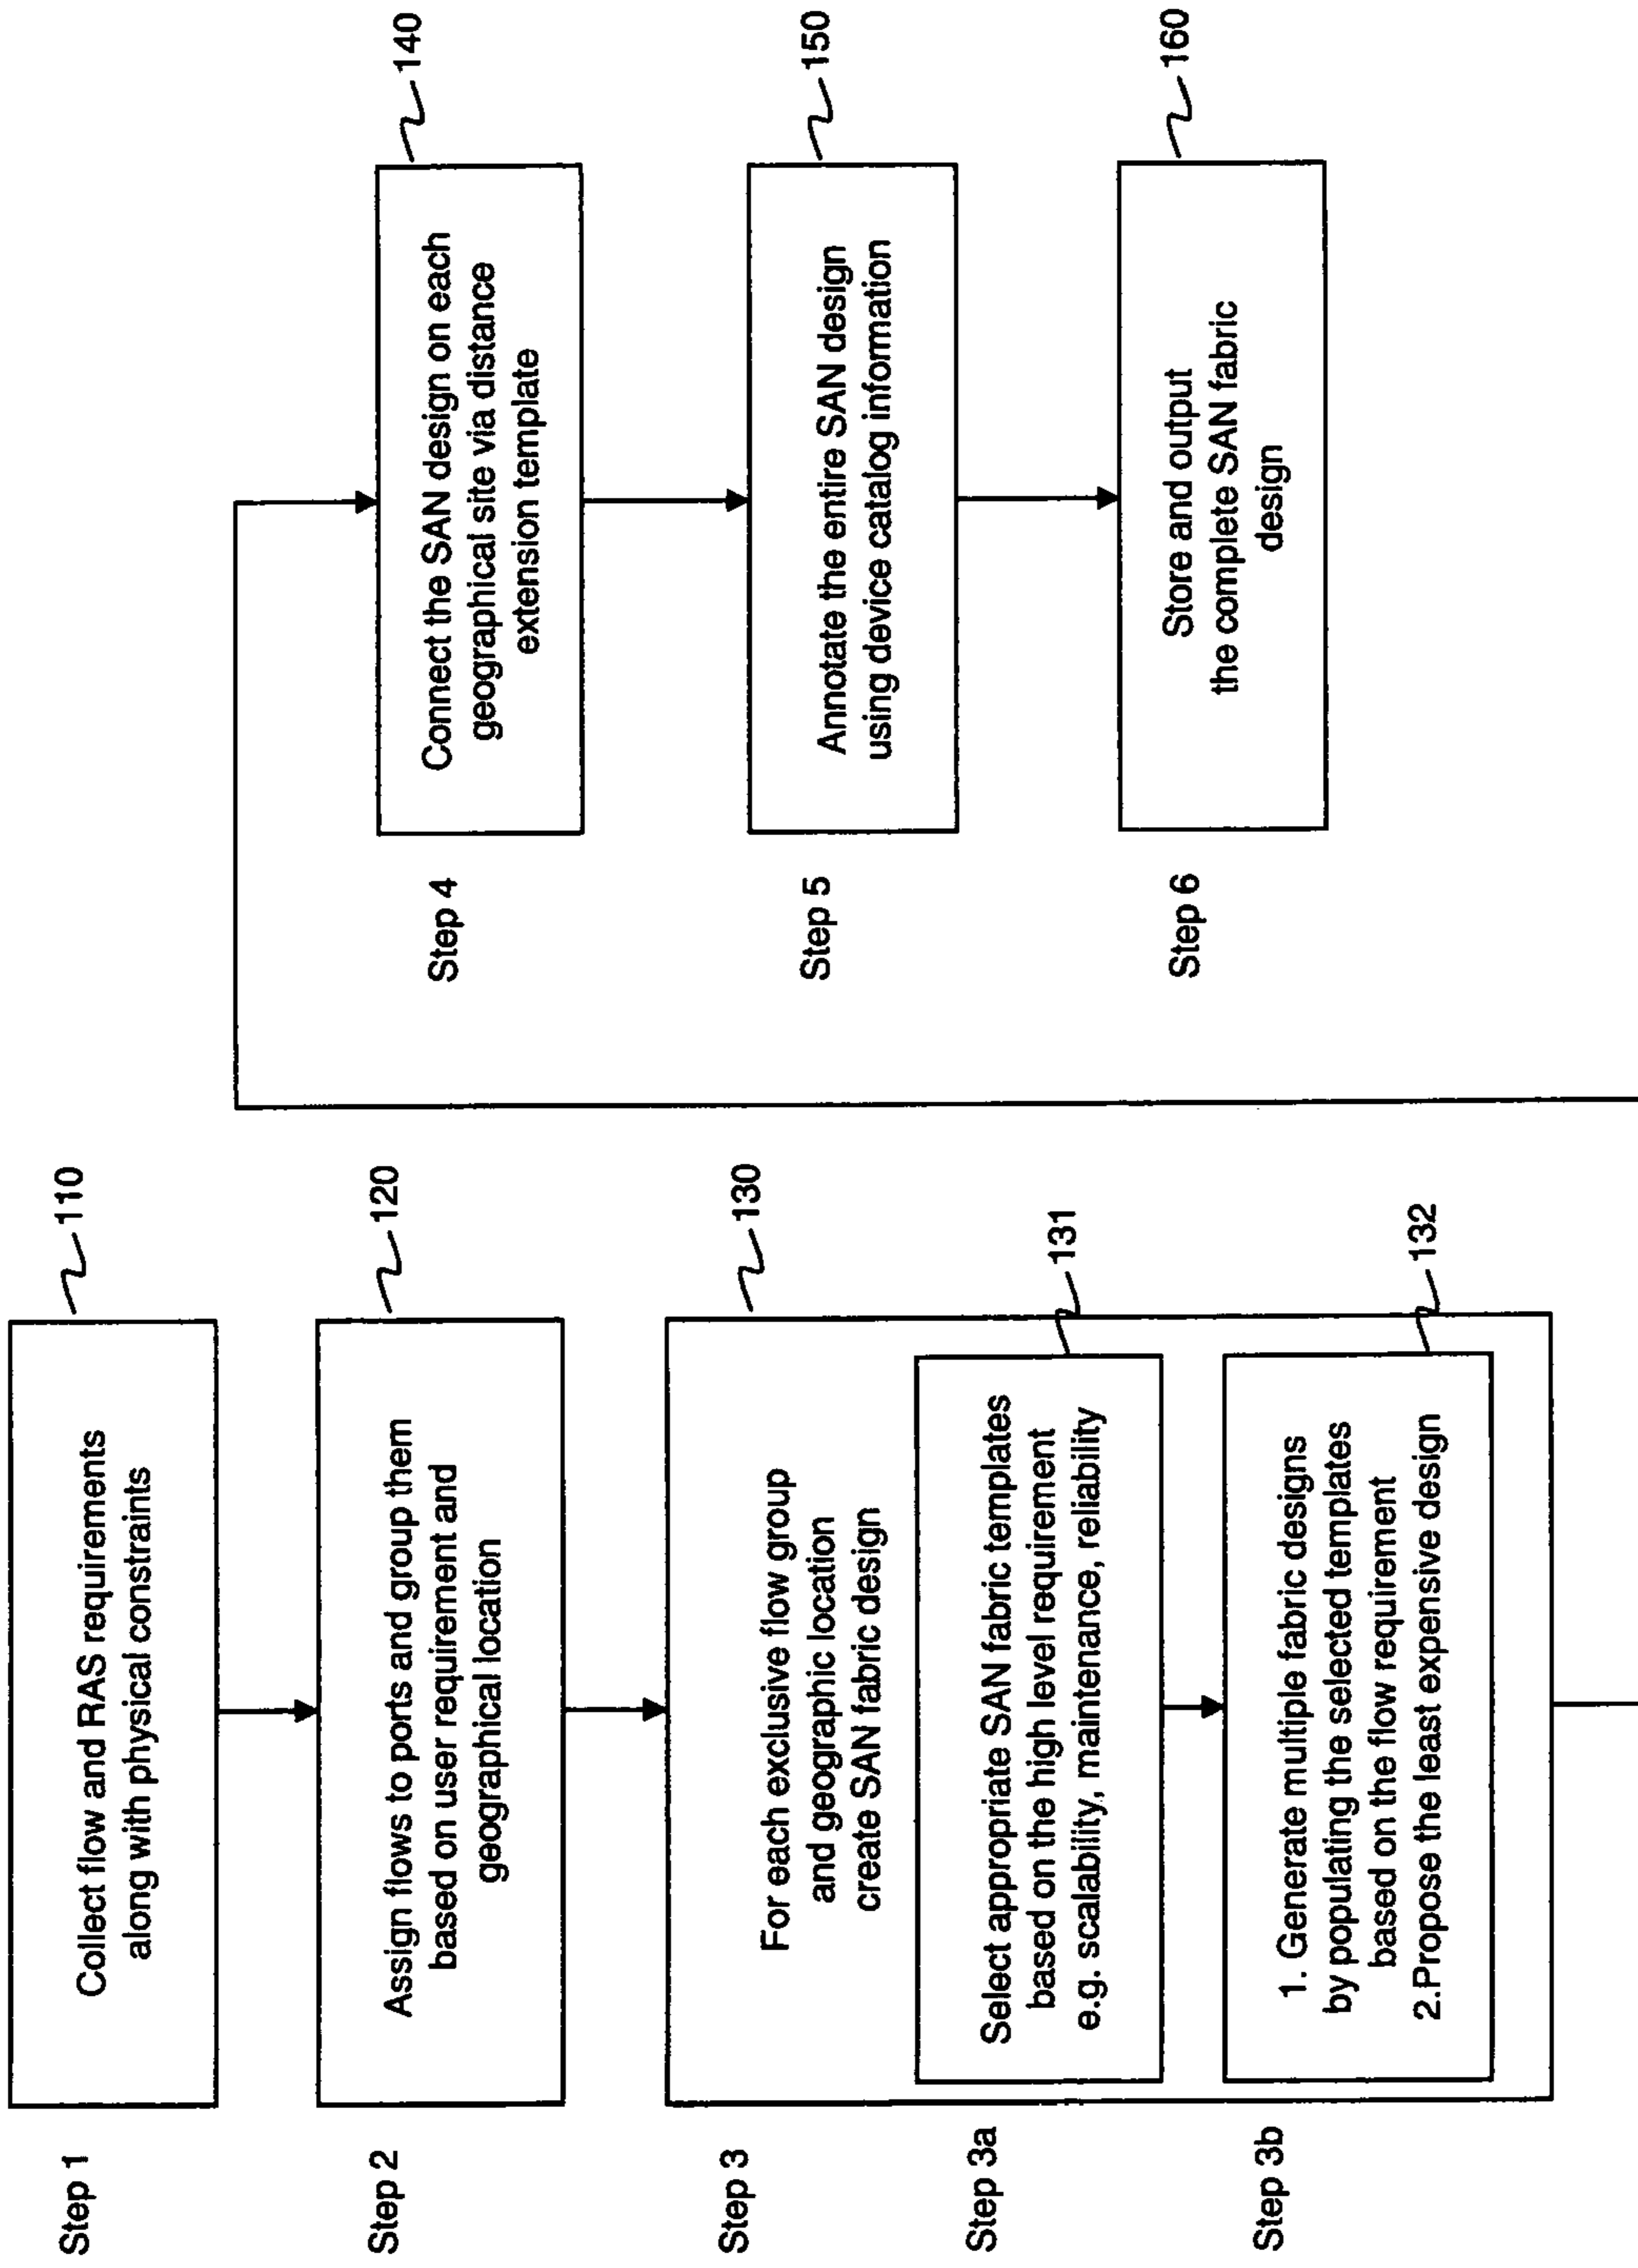 Step 1
Collect flow and RAS requirements
along with physical constraints
110
Step 2
Assign flows to ports and group them
based on user requirement and
geographical location
120
Step 3
For each exclusive flow group
and geographic location
create SAN fabric design
130
Step 3a
Select appropriate SAN fabric templates
based on the high level requirement
e.g. scalability, maintenance, reliability
131
Step 3b
1. Generate multiple fabric designs
by populating the selected templates
based on the flow requirement
2.Propose the least expensive design
132
Step 4
Connect the SAN design on each
geographical site via distance
extension template
140
Step 5
Annotate the entire SAN design
using device catalog information
150
Step 6
Store and output
the complete SAN fabric
design
160